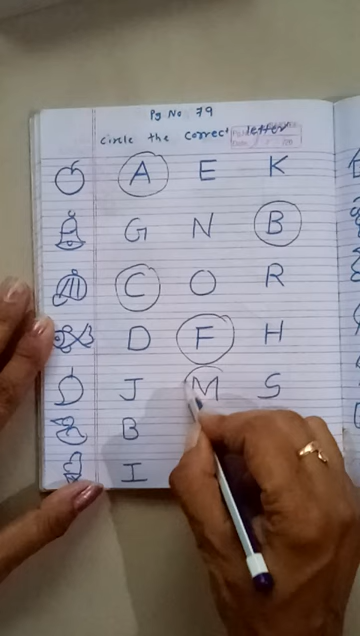 Pg No 79
circle the correct letter
A E K
G N B
C O R
D F H
J M S
B
I